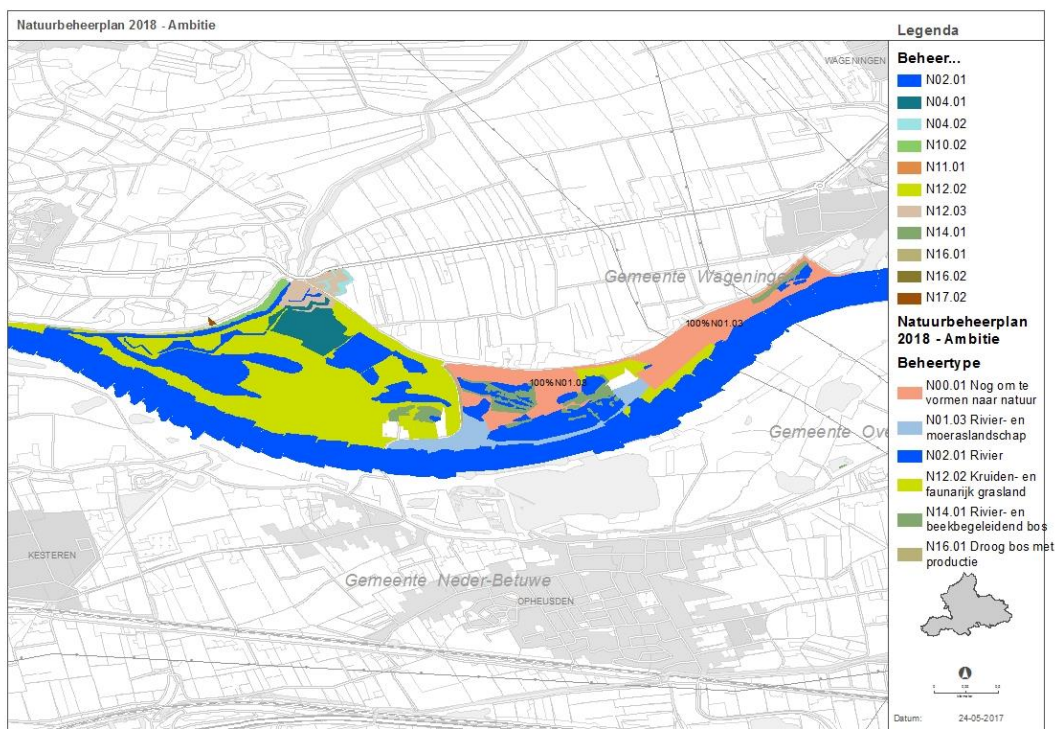 Natuurbeheerplan 2018 - Ambitie
WAGENINGEN
Gemeente Wageningen
100%N01.03
100%N01.03
Gemeente Ove
KESTEREN
Gemeente Neder-Betuwe
OPHEUSDEN
Legenda
Beheer...
N02.01
N04.01
N04.02
N10.02
N11.01
N12.02
N12.03
N14.01
N16.01
N16.02
N17.02
Natuurbeheerplan
2018 - Ambitie
Beheertype
N00.01 Nog om te
vormen naar natuur
N01.03 Rivier- en
moeraslandschap
N02.01 Rivier
N12.02 Kruiden- en
faunarijk grasland
N14.01 Rivier- en
beekbegeleidend bos
N16.01 Droog bos met
productie
Datum: 24-05-2017